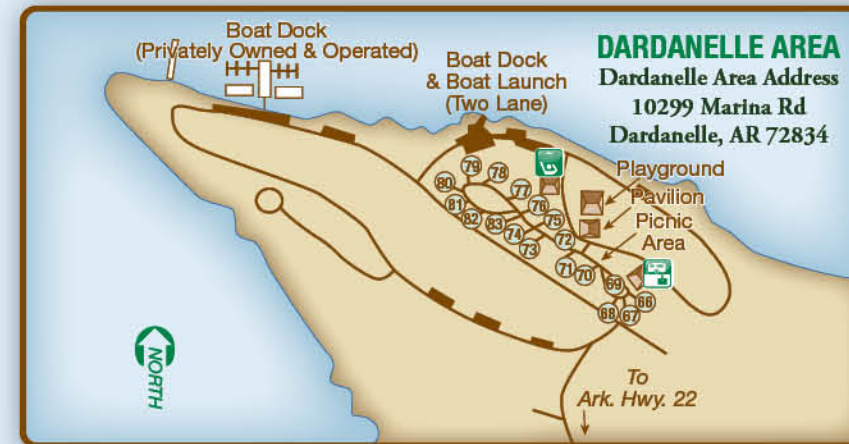 Boat Dock
(Privately Owned & Operated)
Boat Dock
& Boat Launch
(Two Lane)
DARDANELLE AREA
Dardanelle Area Address
10299 Marina Rd
Dardanelle, AR 72834
Playground
Pavilion
Picnic
Area
79
78
80
77
81
76
82
83
75
74
72
73
71
70
69
66
68
67
NORTH
To
Ark. Hwy. 22